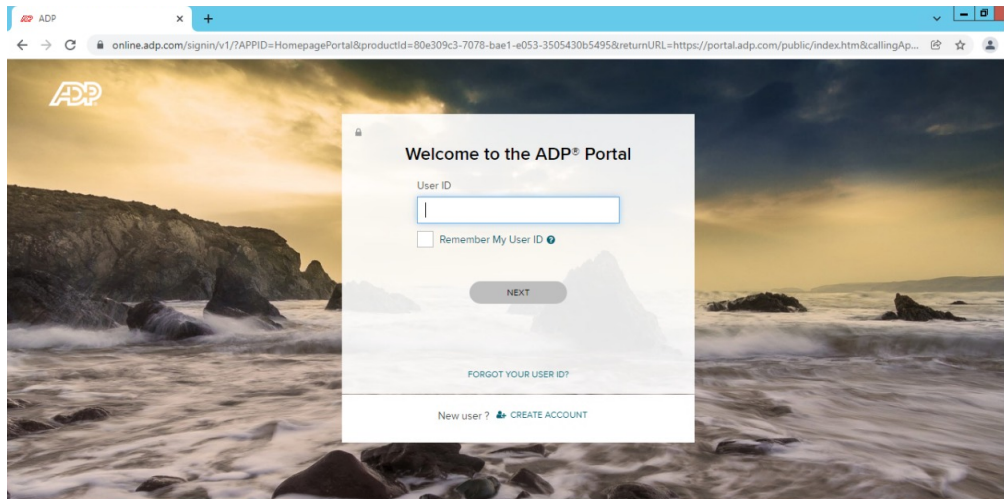 ADP
online.adp.com/signin/v1/?APPID=HomepagePortal&productId=80e309c3-7078-bae1-e053-3505430b5495&returnURL=https://portal.adp.com/public/index.htm&callingAp...
ADP
Welcome to the ADP® Portal
User ID
Remember My User ID
NEXT
FORGOT YOUR USER ID?
New user ? CREATE ACCOUNT